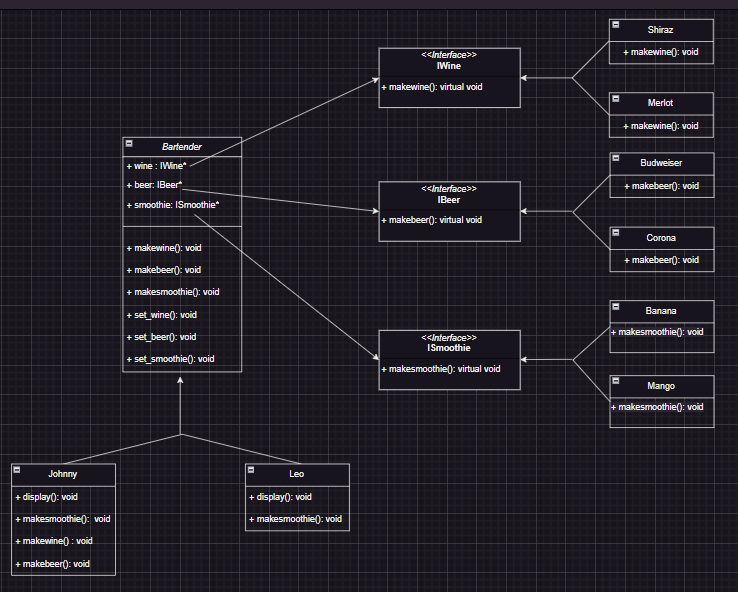 Shiraz
+ makewine(): void
<<Interface>>
IWine
+ makewine(): virtual void
Merlot
+ makewine(): void
Bartender
+ wine : IWine*
+ beer: IBeer*
+ smoothie: ISmoothie*
+ makewine(): void
+ makebeer(): void
+ makesmoothie(): void
+ set_wine(): void
+ set_beer(): void
+ set_smoothie(): void
Budweiser
+ makebeer(): void
<<Interface>>
IBeer
+ makebeer(): virtual void
Corona
+ makebeer(): void
Banana
+ makesmoothie(): void
<<Interface>>
ISmoothie
+ makesmoothie(): virtual void
Mango
+ makesmoothie(): void
Johnny
+ display(): void
+ makesmoothie(): void
+ makewine() : void
+ makebeer(): void
Leo
+ display(): void
+ makesmoothie(): void